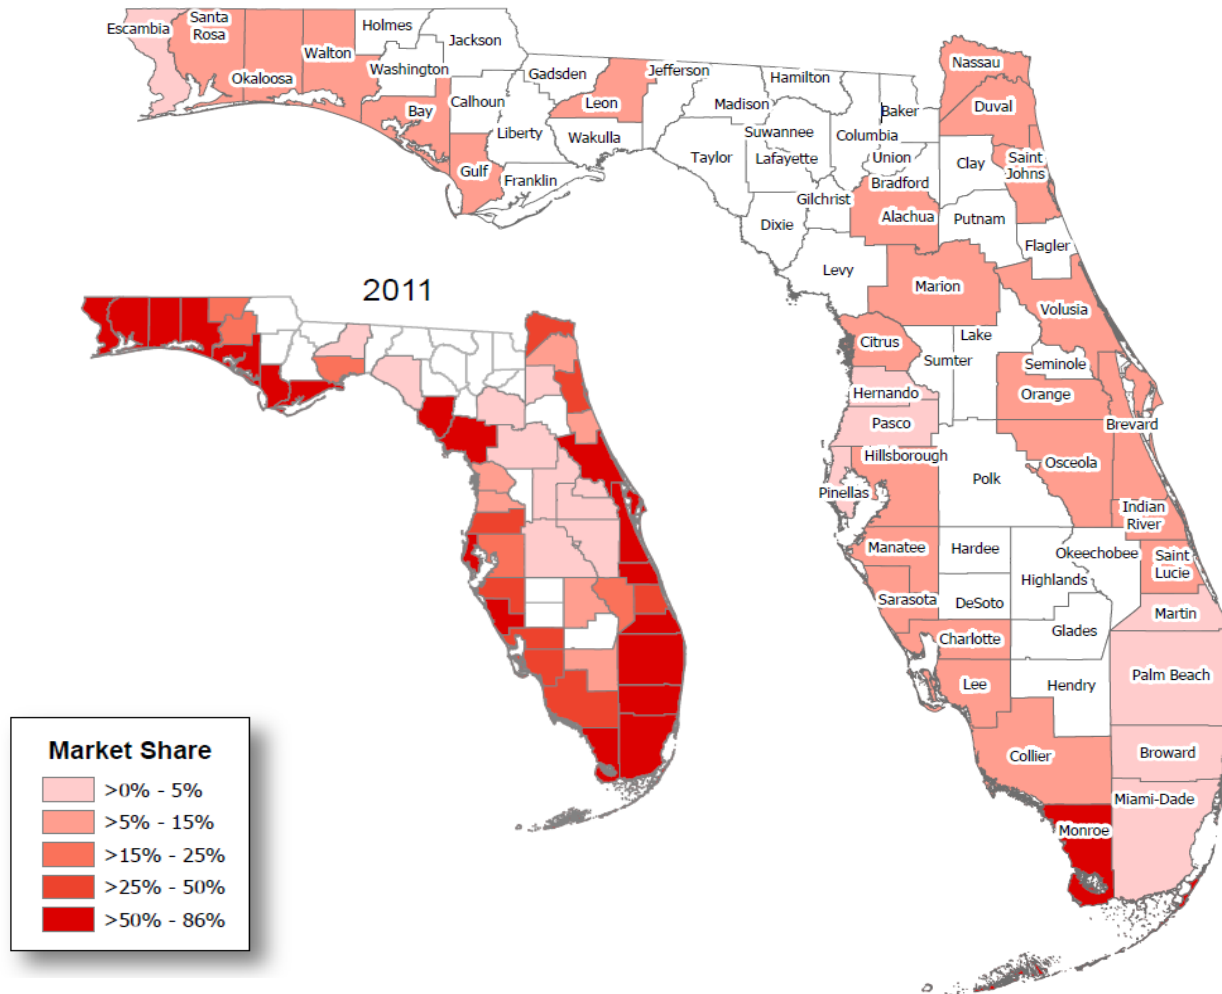 Escambia
Santa
Rosa
Okaloosa
Walton
Holmes
Washington
Bay
Jackson
Calhoun
Gulf
Gadsden
Liberty
Franklin
Leon
Wakulla
Jefferson
Madison
Taylor
Hamilton
Suwannee
Lafayette
Dixie
Gilchrist
Columbia
Baker
Union
Bradford
Alachua
Levy
Nassau
Duval
Clay
Saint
Johns
Putnam
Flagler
Marion
Volusia
Citrus
Lake
Sumter
Seminole
Orange
Hernando
Pasco
Brevard
Hillsborough
Osceola
Polk
Pinellas
Indian
River
Manatee
Hardee
Okeechobee
Saint
Lucie
Highlands
Sarasota
DeSoto
Martin
Charlotte
Glades
Lee
Hendry
Palm Beach
Collier
Broward
Miami-Dade
Monroe
2011
Market Share
>0% - 5%
>5% - 15%
>15% - 25%
>25% - 50%
>50% - 86%